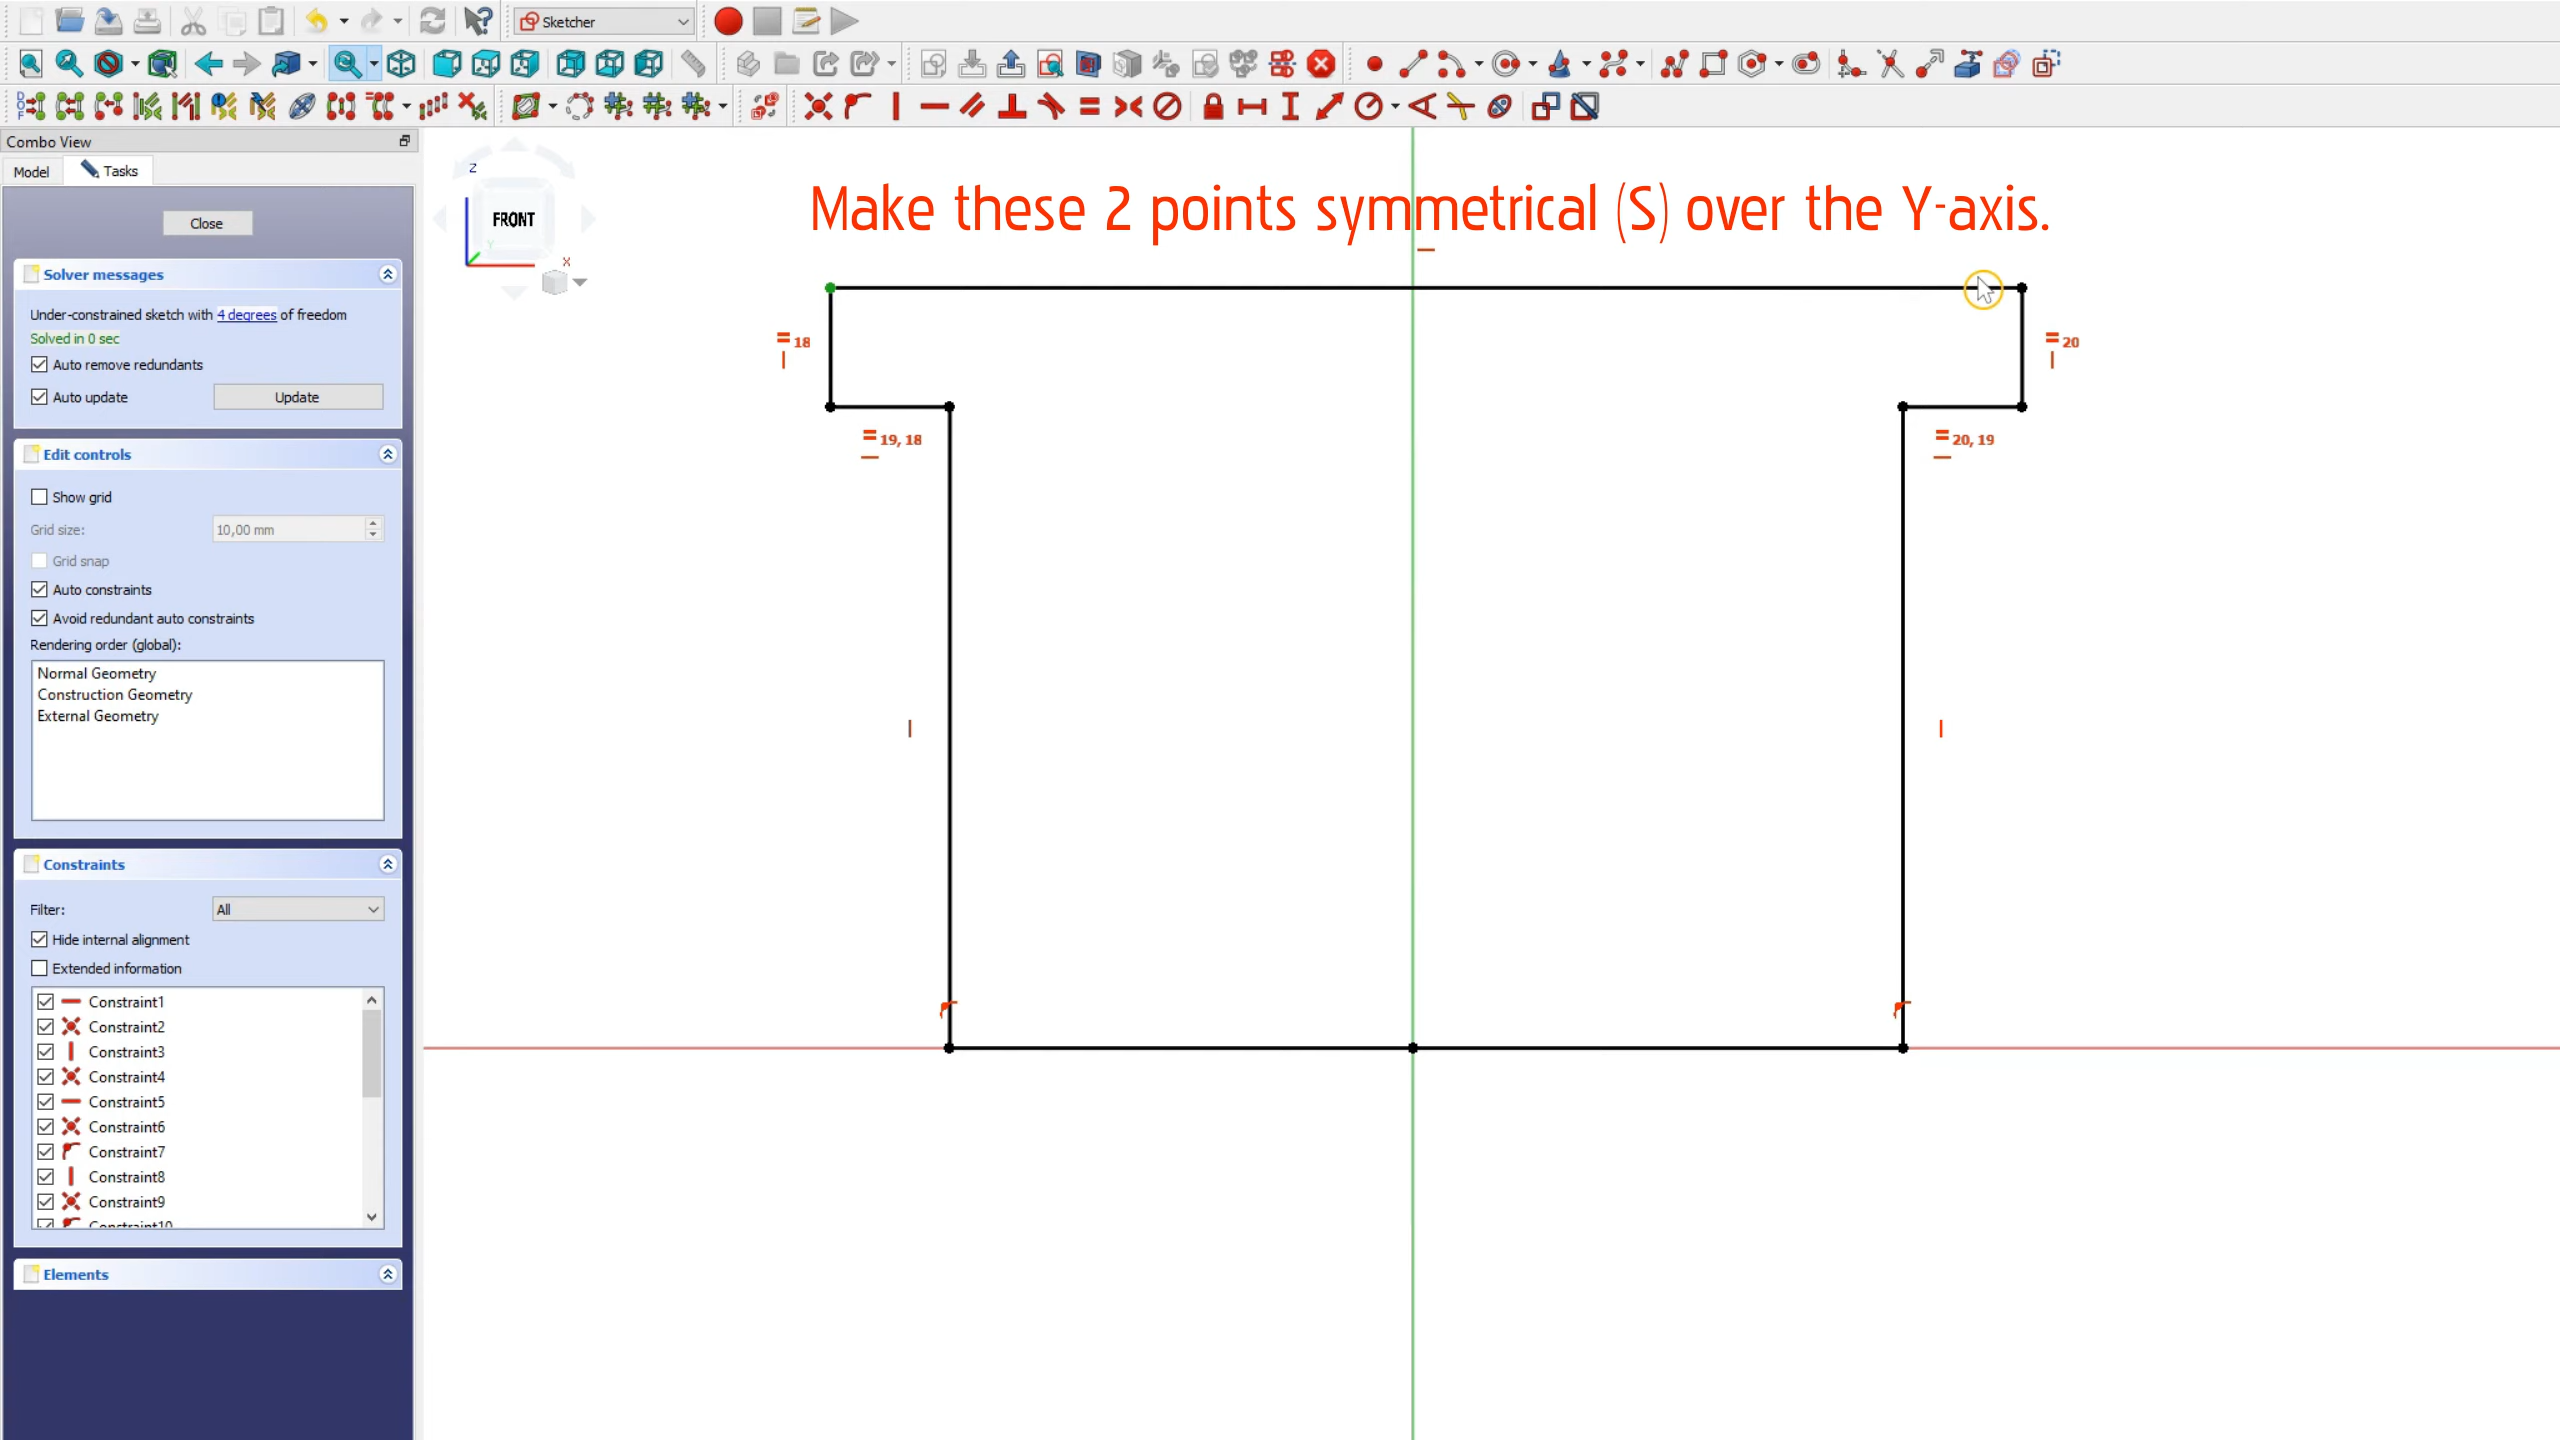 Sketcher
Combo View
Model
Tasks
Close
Solver messages
Under-constrained sketch with 4 degrees of freedom
Solved in 0 sec
Auto remove redundants
Auto update
Update
Edit controls
Show grid
Grid size:
10,00 mm
Grid snap
Auto constraints
Avoid redundant auto constraints
Rendering order (global):
Normal Geometry
Construction Geometry
External Geometry
Constraints
Filter:
All
Hide internal alignment
Extended information
Constraint1
Constraint2
Constraint3
Constraint4
Constraint5
Constraint6
Constraint7
Constraint8
Constraint9
Constraint10
Elements
Z
FRONT
Y
X
Make these 2 points symmetrical (S) over the Y-axis.
= 18
= 20
= 19, 18
= 20, 19